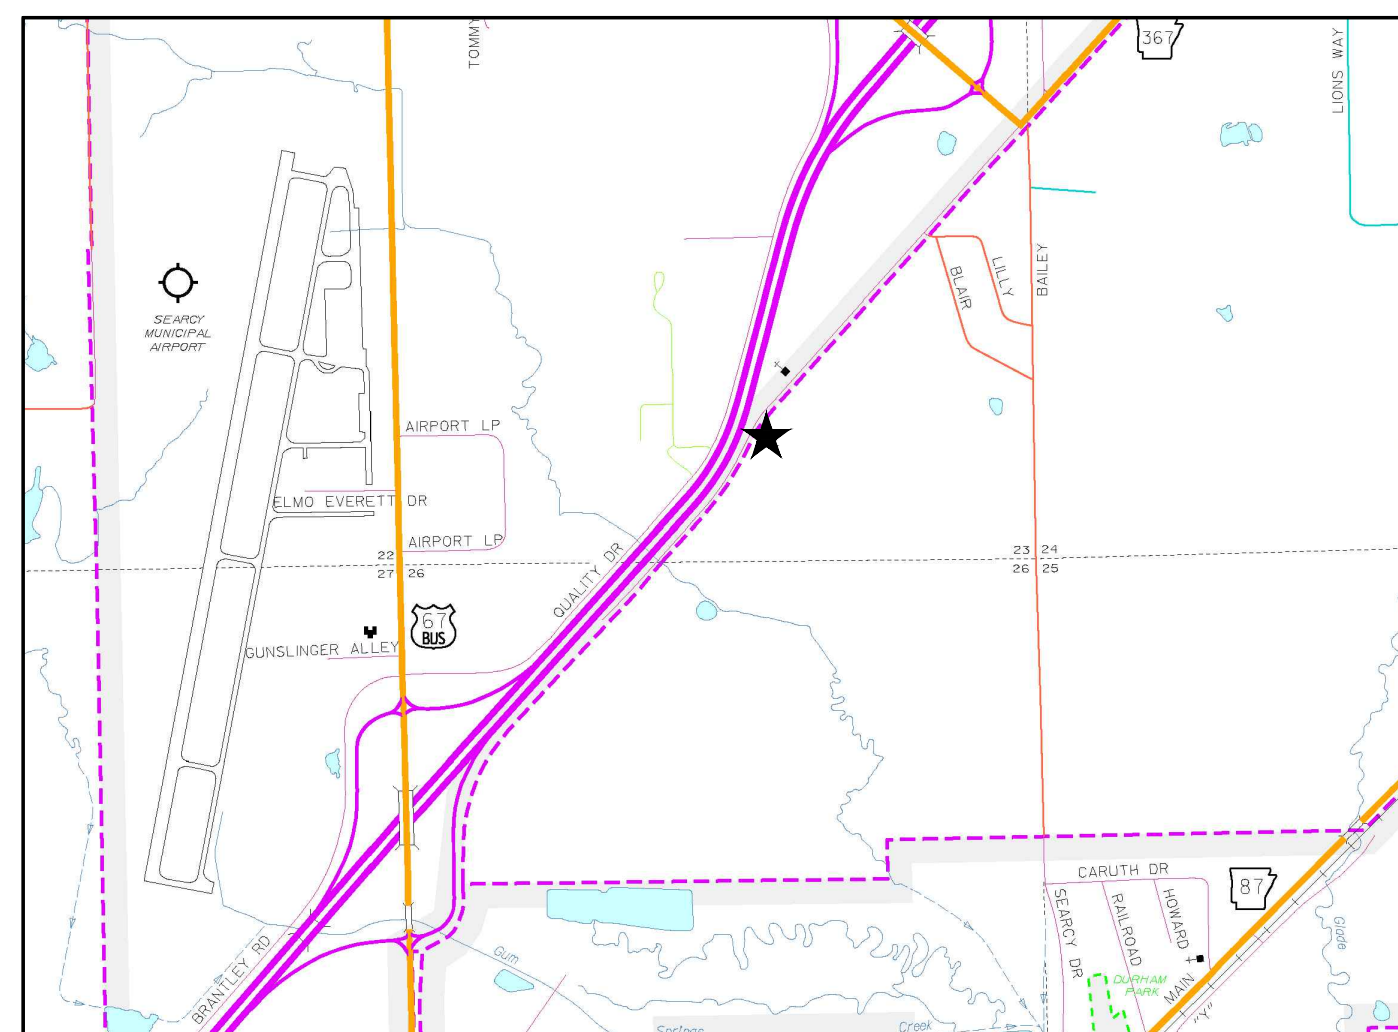 TOMMY
367
LIONS WAY
SEARCY
MUNICIPAL
AIRPORT
BLAIR
LILLY
BAILEY
AIRPORT LP
ELMO EVERETT DR
AIRPORT LP
22
27 26
23 24
26 25
QUALITY DR
67
BUS
GUNSLINGER ALLEY
BRANTLEY RD
Gum
Springs
Creek
CARUTH DR
SEARCY DR
RAILROAD
HOWARD
87
DURHAM
PARK
MAIN
"Y"
Glade